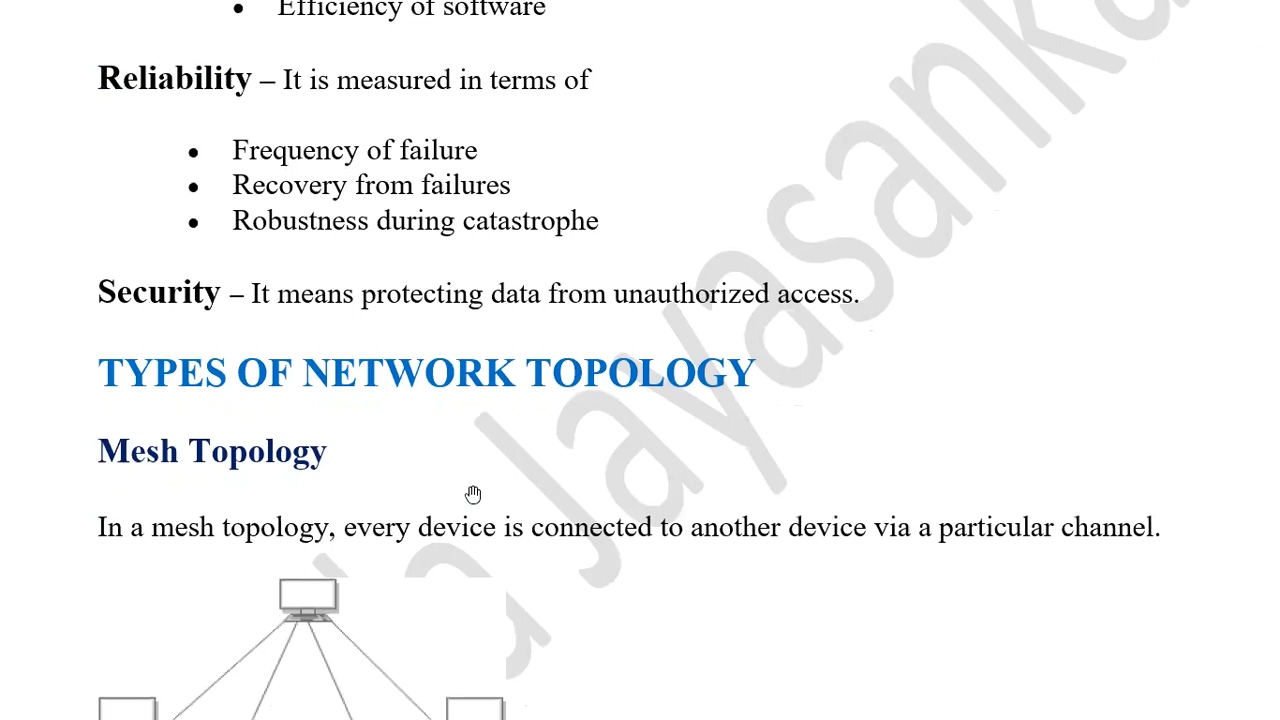 • Efficiency of software
Reliability – It is measured in terms of
• Frequency of failure
• Recovery from failures
• Robustness during catastrophe
Security – It means protecting data from unauthorized access.
TYPES OF NETWORK TOPOLOGY
Mesh Topology
In a mesh topology, every device is connected to another device via a particular channel.